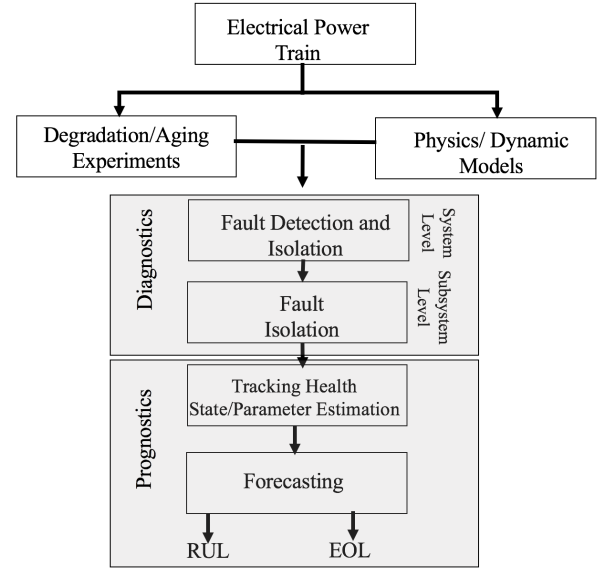 Electrical Power
Train
Degradation/Aging
Experiments
Physics/ Dynamic
Models
Diagnostics
Fault Detection and
Isolation
System
Level
Fault
Isolation
Subsystem
Level
Prognostics
Tracking Health
State/Parameter Estimation
Forecasting
RUL
EOL